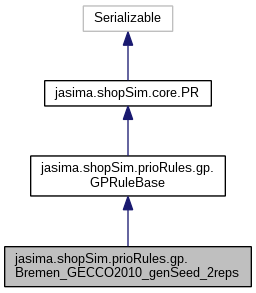 Serializable
jasima.shopSim.core.PR
jasima.shopSim.prioRules.gp.
GPRuleBase
jasima.shopSim.prioRules.gp.
Bremen_GECCO2010_genSeed_2reps